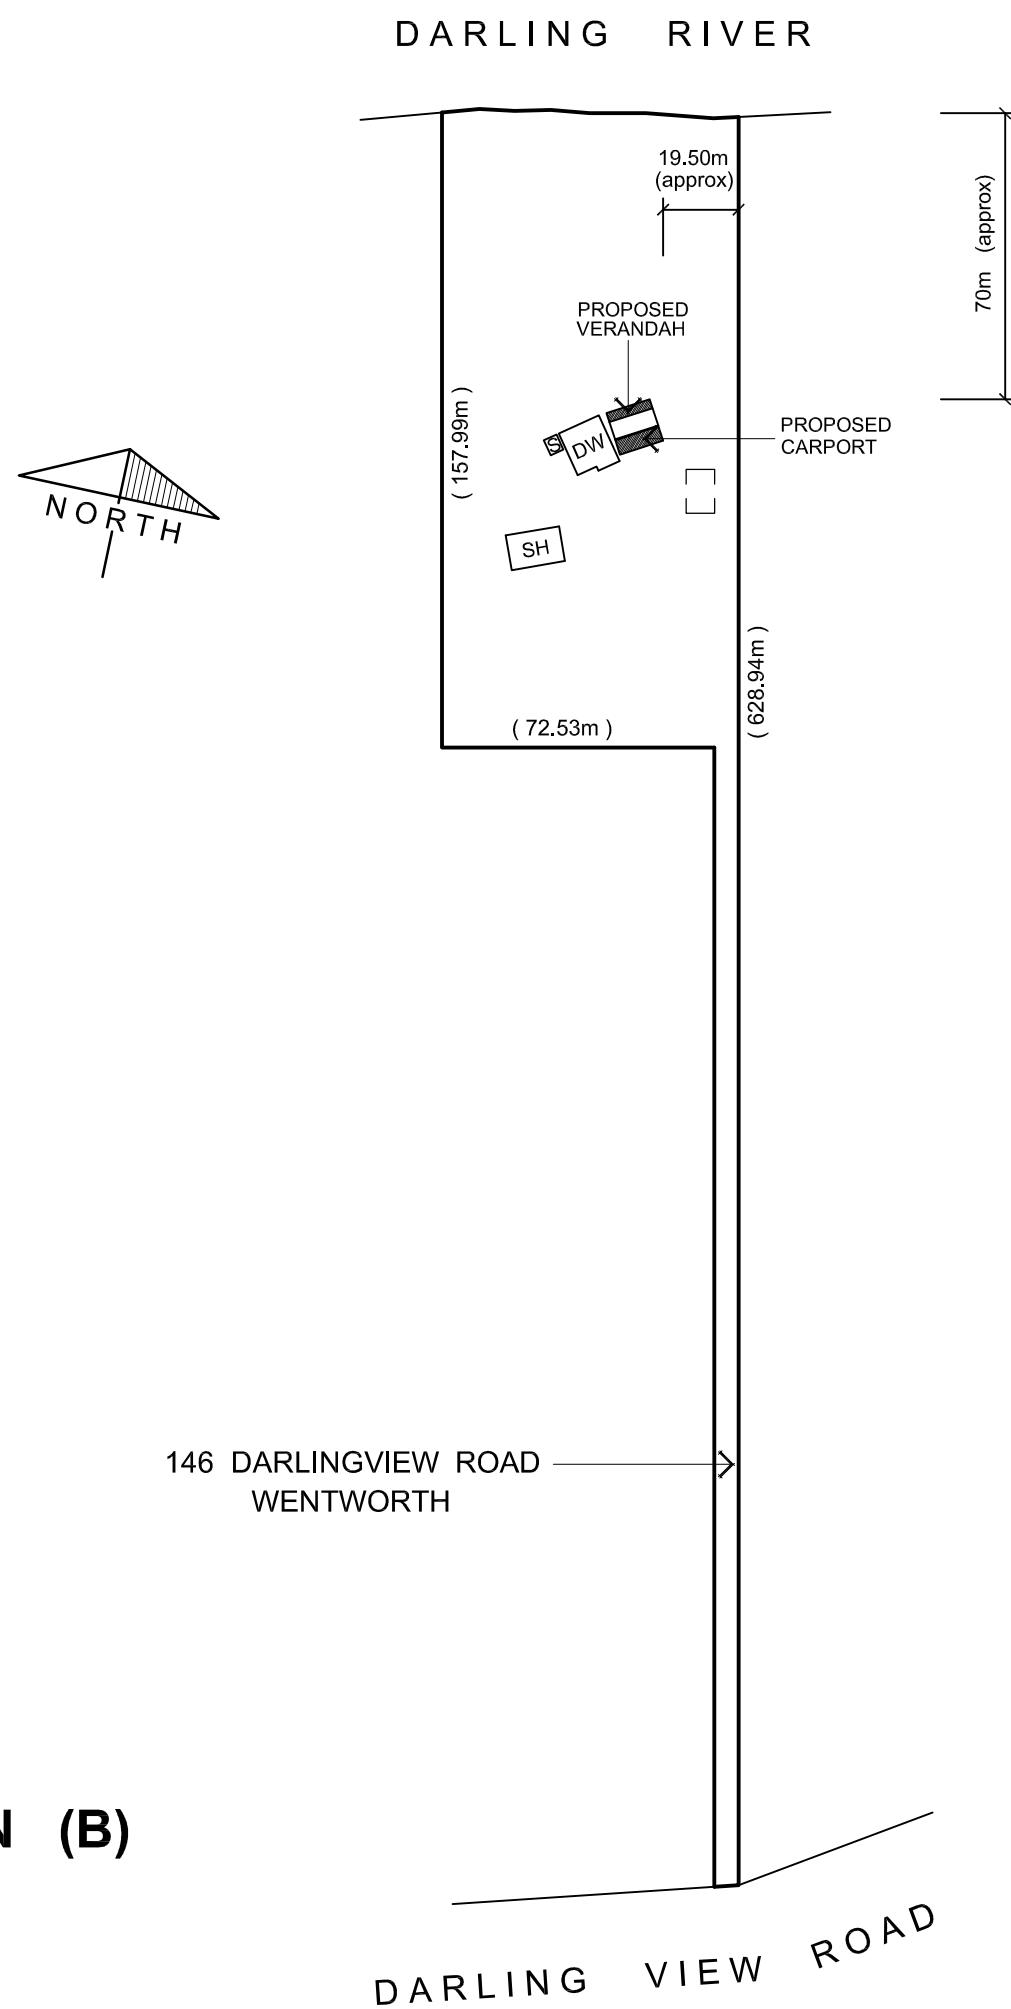 DARLING RIVER
19.50m
(approx)
70m (approx)
PROPOSED
VERANDAH
( 157.99m )
PROPOSED
CARPORT
S
DW
NORTH
SH
( 628.94m )
( 72.53m )
146 DARLINGVIEW ROAD
WENTWORTH
(B)
DARLING VIEW ROAD